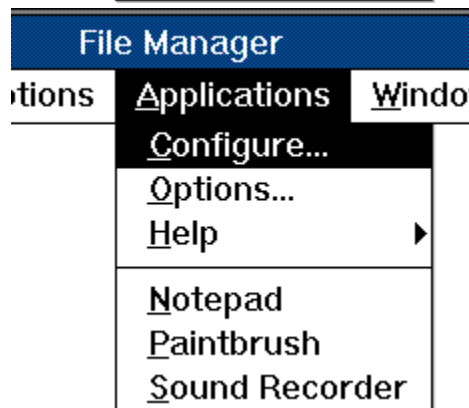 File Manager
tions Applications Windo
Configure...
Options...
Help
Notepad
Paintbrush
Sound Recorder